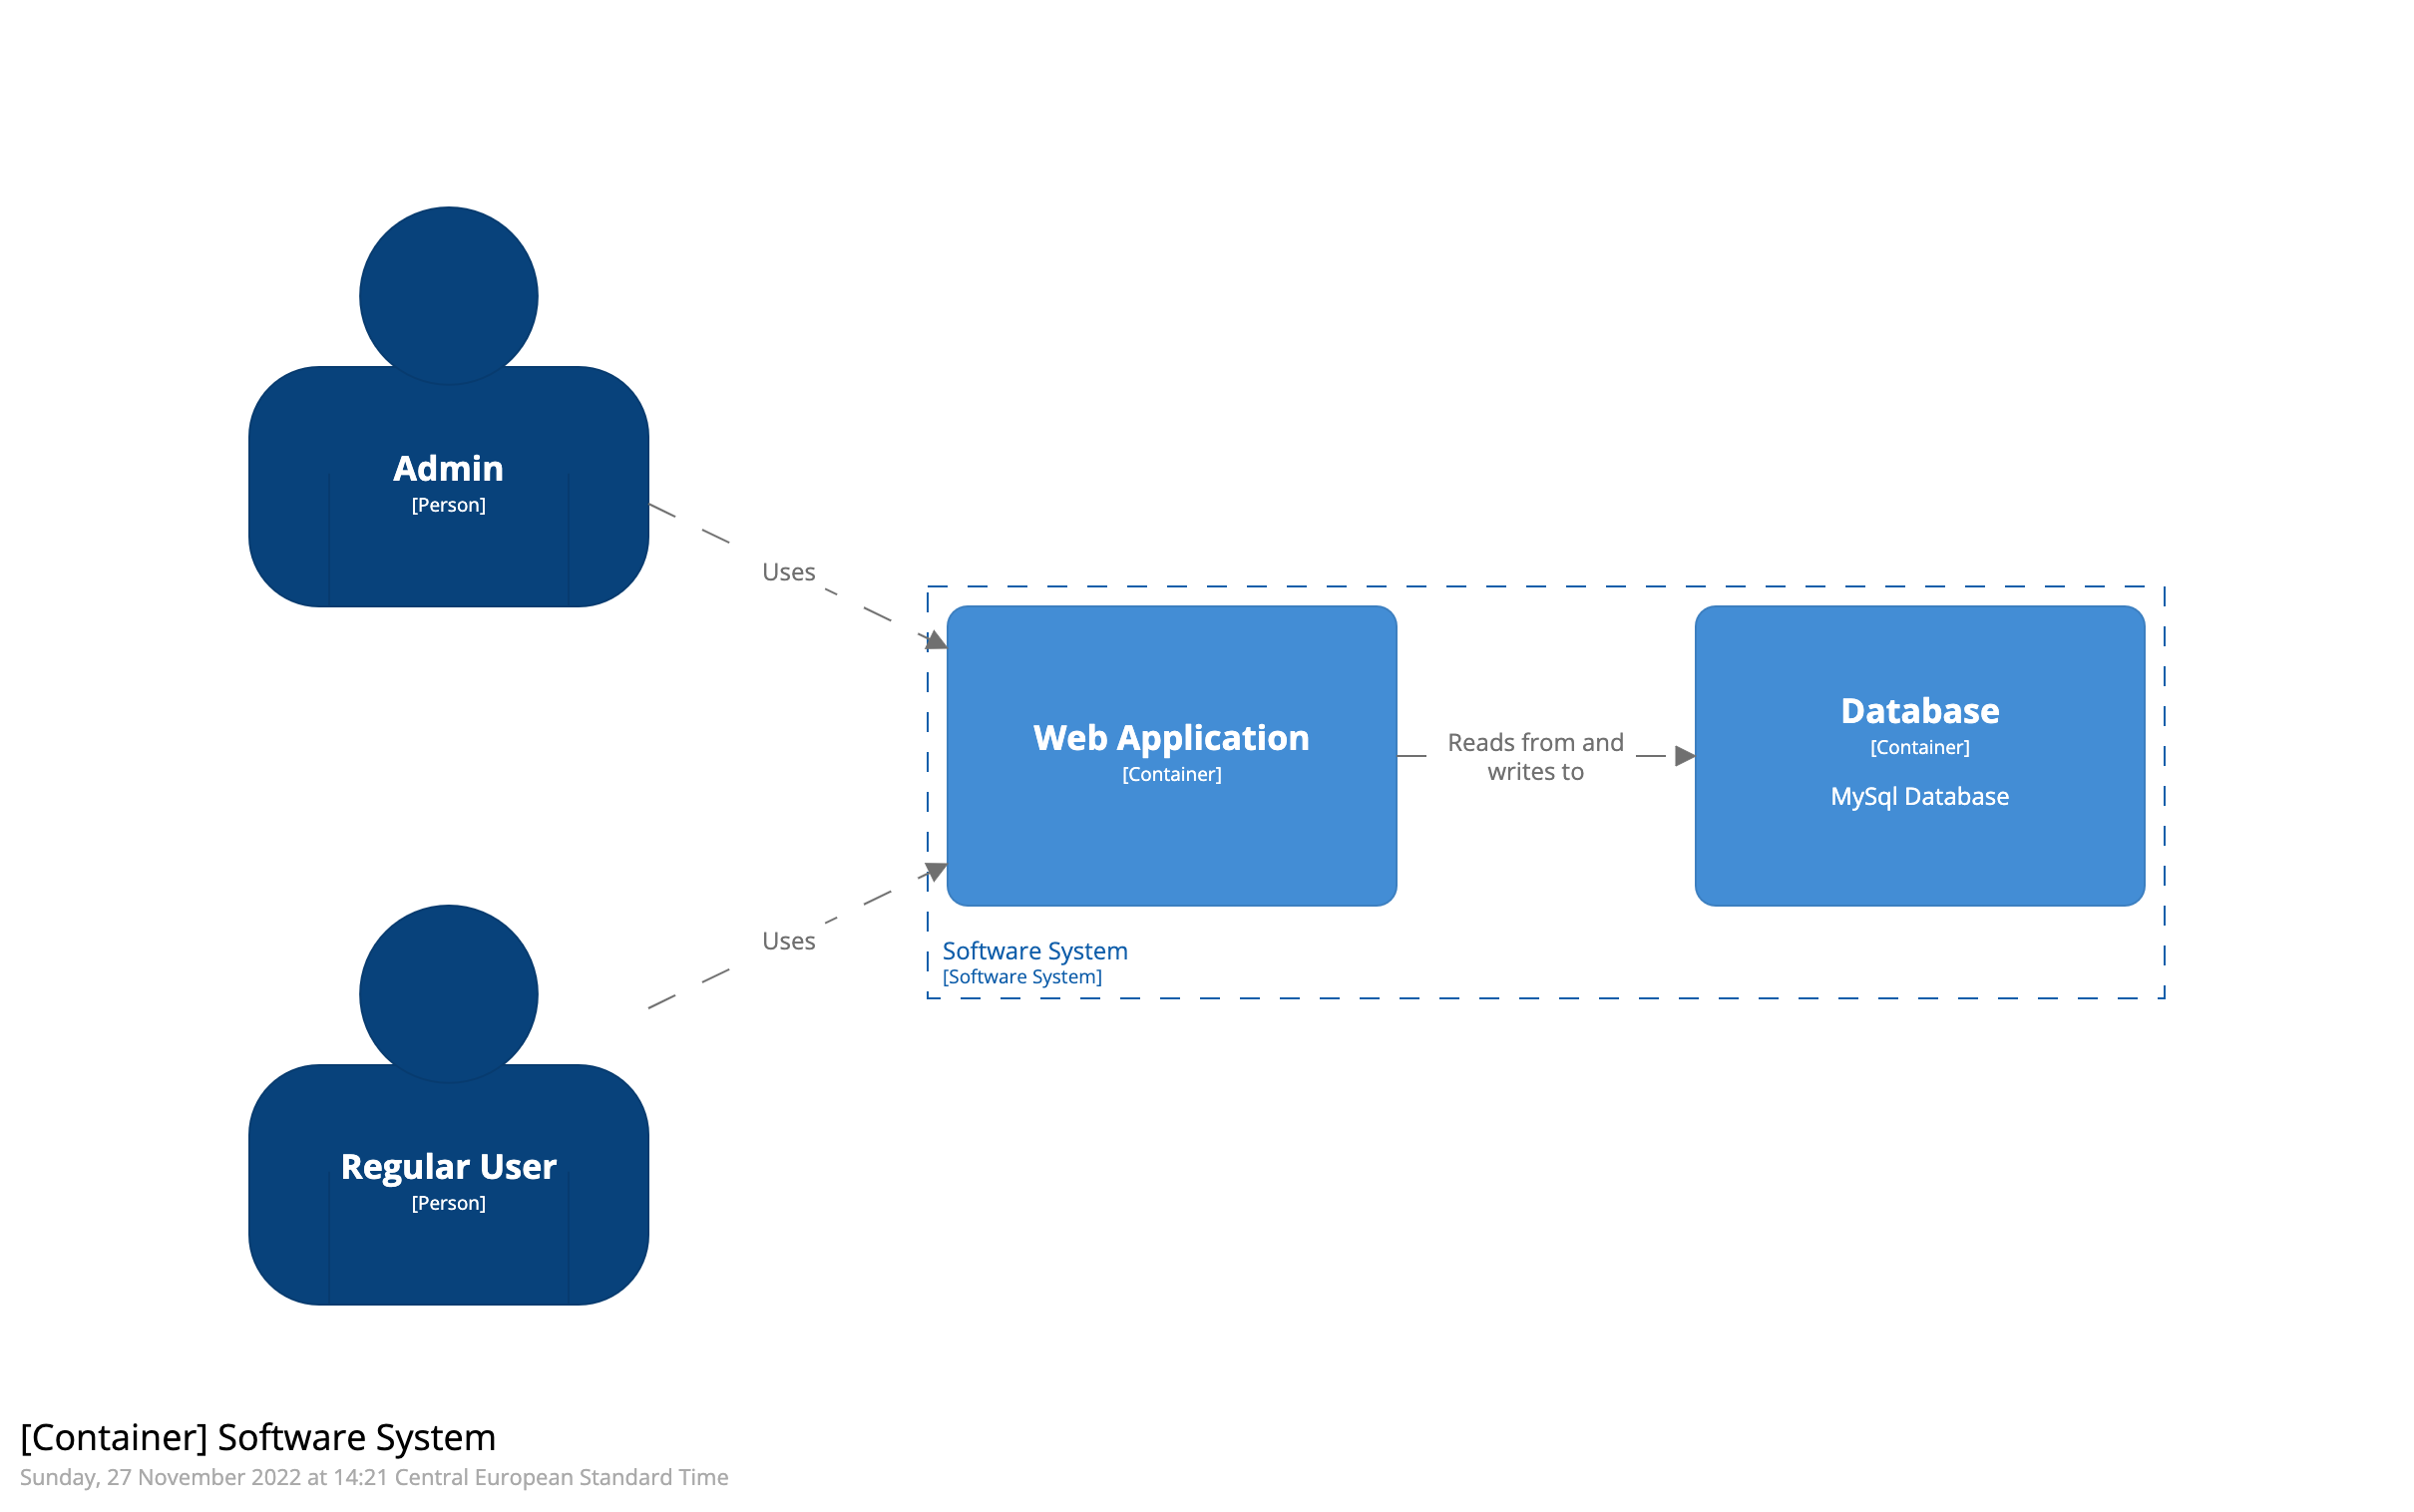 Admin
[Person]
Uses
Web Application
[Container]
Reads from and
writes to
Database
[Container]
MySql Database
Uses
Software System
[Software System]
Regular User
[Person]
[Container] Software System
Sunday, 27 November 2022 at 14:21 Central European Standard Time